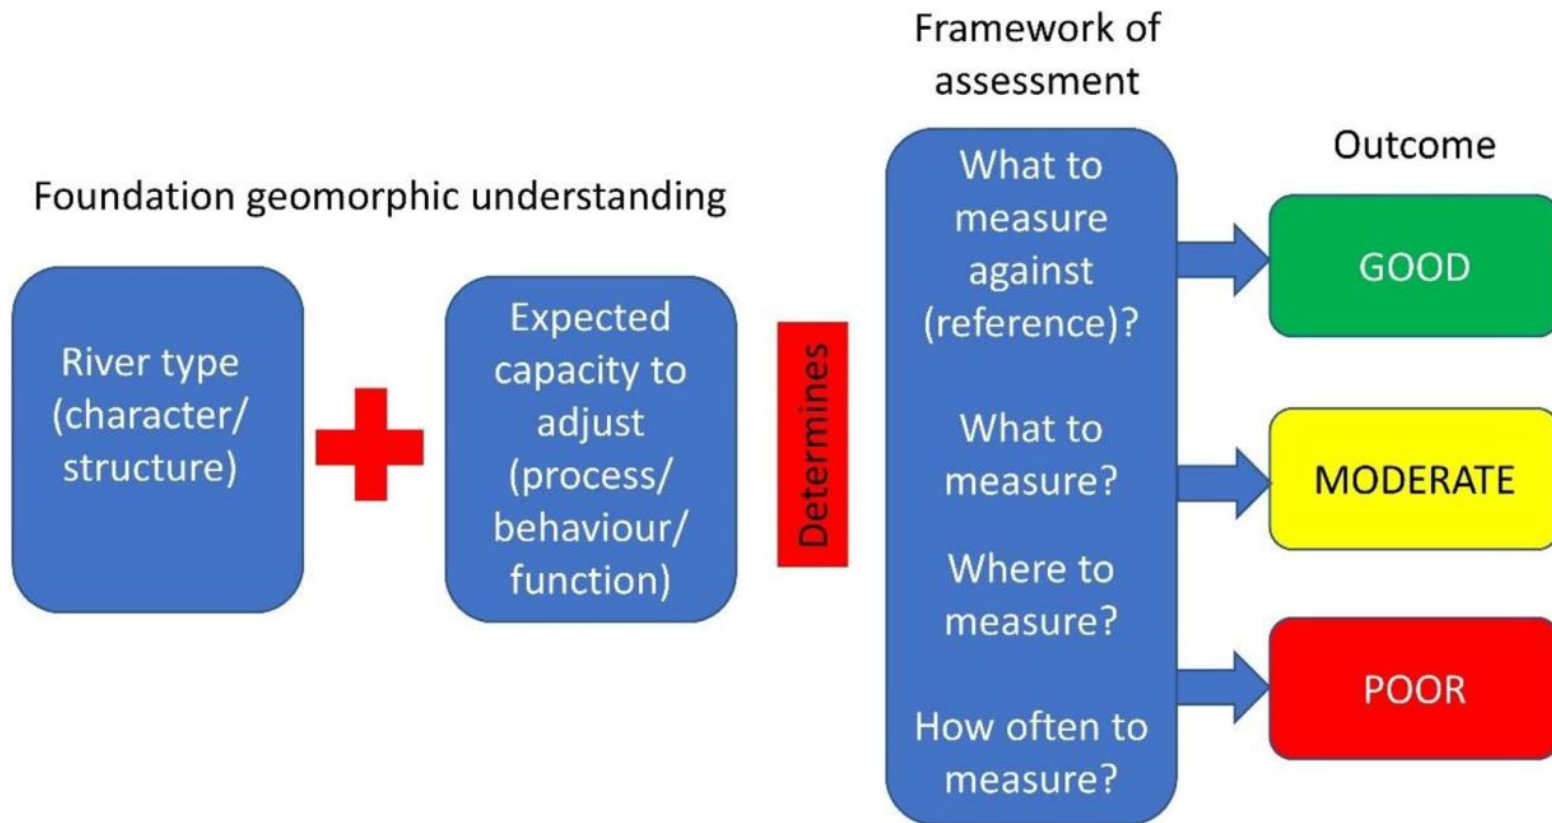 Foundation geomorphic understanding
River type
(character/
structure)
Expected
capacity to
adjust
(process/
behaviour/
function)
Determines
Framework of
assessment
What to
measure
against
(reference)?
What to
measure?
Where to
measure?
How often to
measure?
Outcome
GOOD
MODERATE
POOR